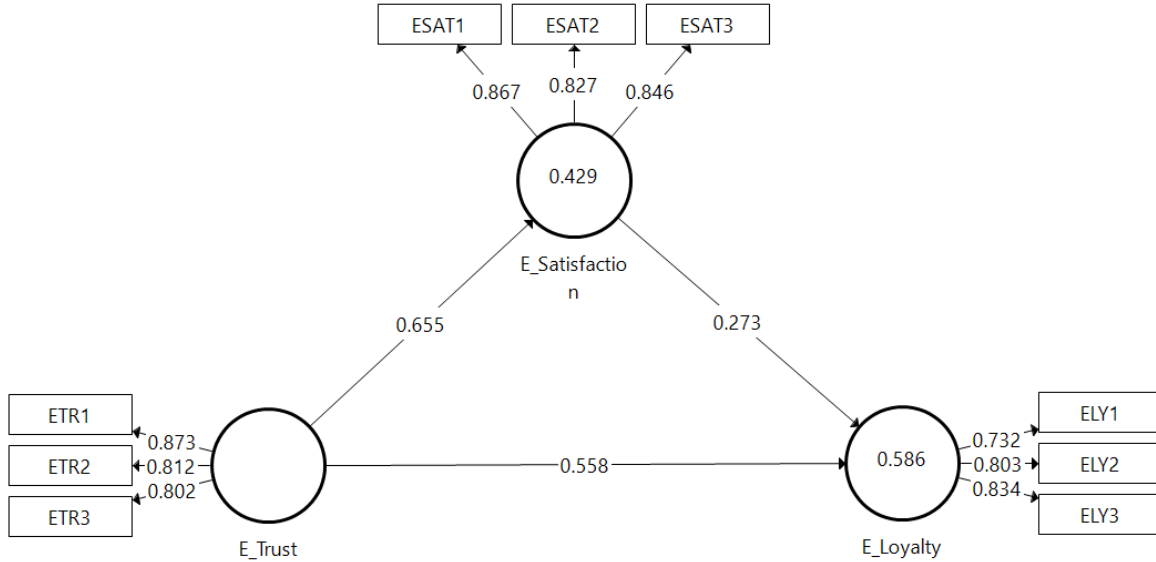 ESAT1 ESAT2 ESAT3
0.867 0.827 0.846
0.429
E_Satisfactio
n
0.655 0.273
ETR1
0.873
ETR2
0.812
ETR3
0.802
E_Trust
0.558
0.586
E_Loyalty
0.732
ELY1
0.803
ELY2
0.834
ELY3